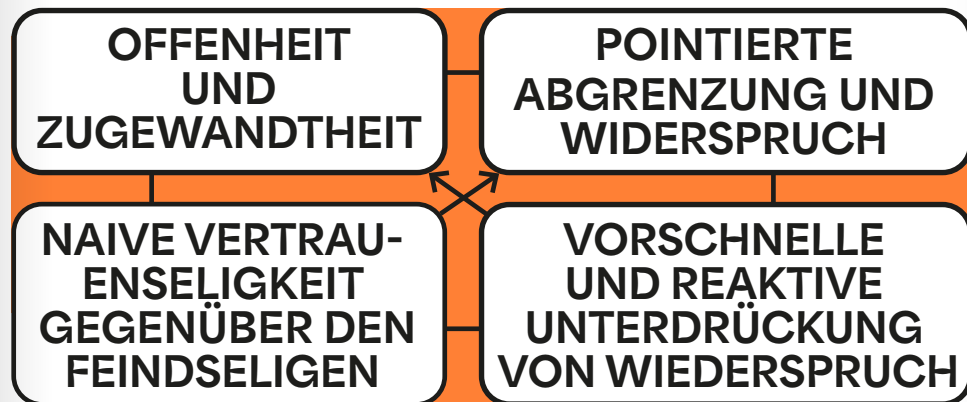 OFFENHEIT
UND
ZUGEWANDTHEIT
POINTIERTE
ABGRENZUNG UND
WIDERSPRUCH
NAIVE VERTRAU-
ENSELIGKEIT
GEGENÜBER DEN
FEINDSELIGEN
VORSCHNELLE
UND REAKTIVE
UNTERDRÜCKUNG
VON WIEDERSPRUCH